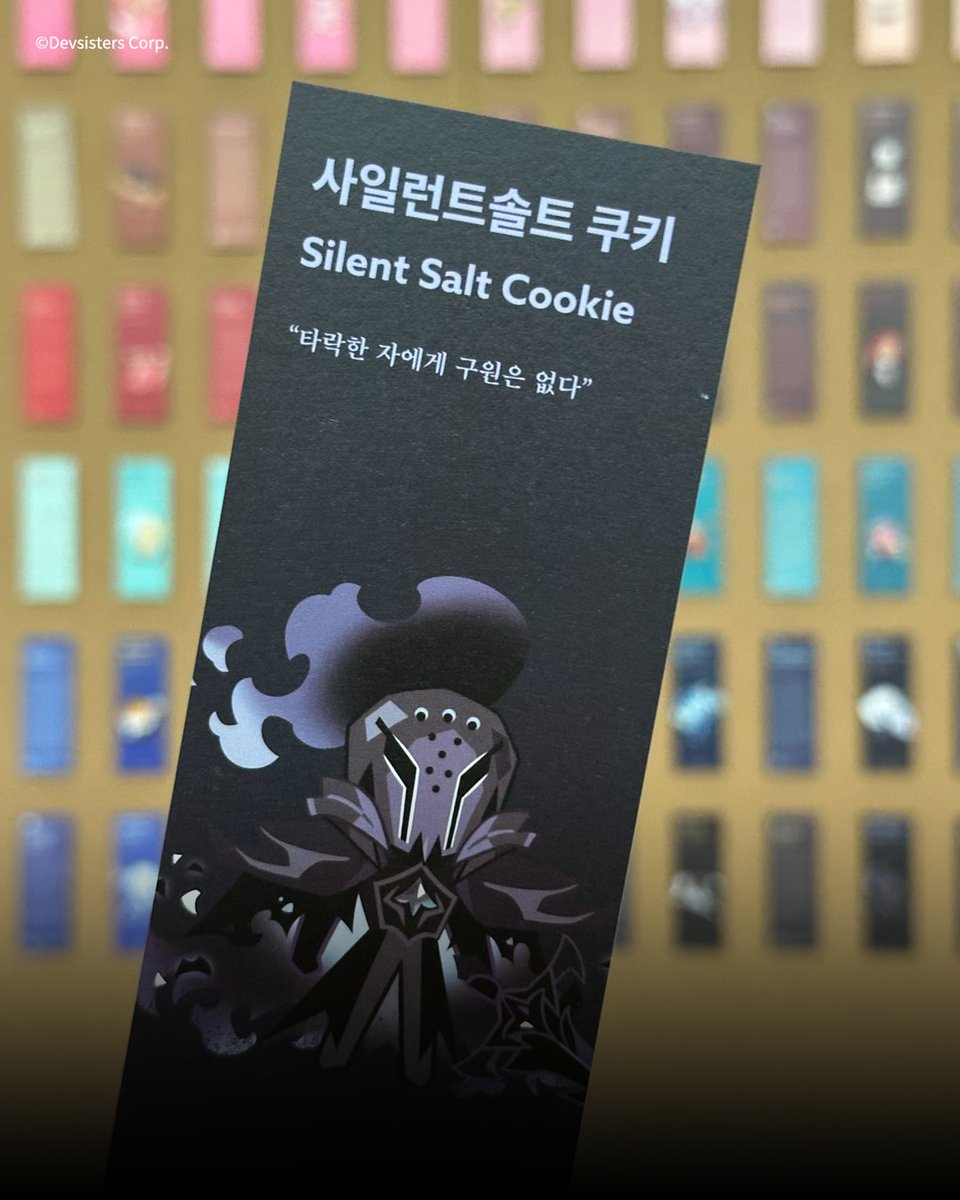 ©Devsisters Corp.
사일런트솔트 쿠키
Silent Salt Cookie
“타락한 자에게 구원은 없다”